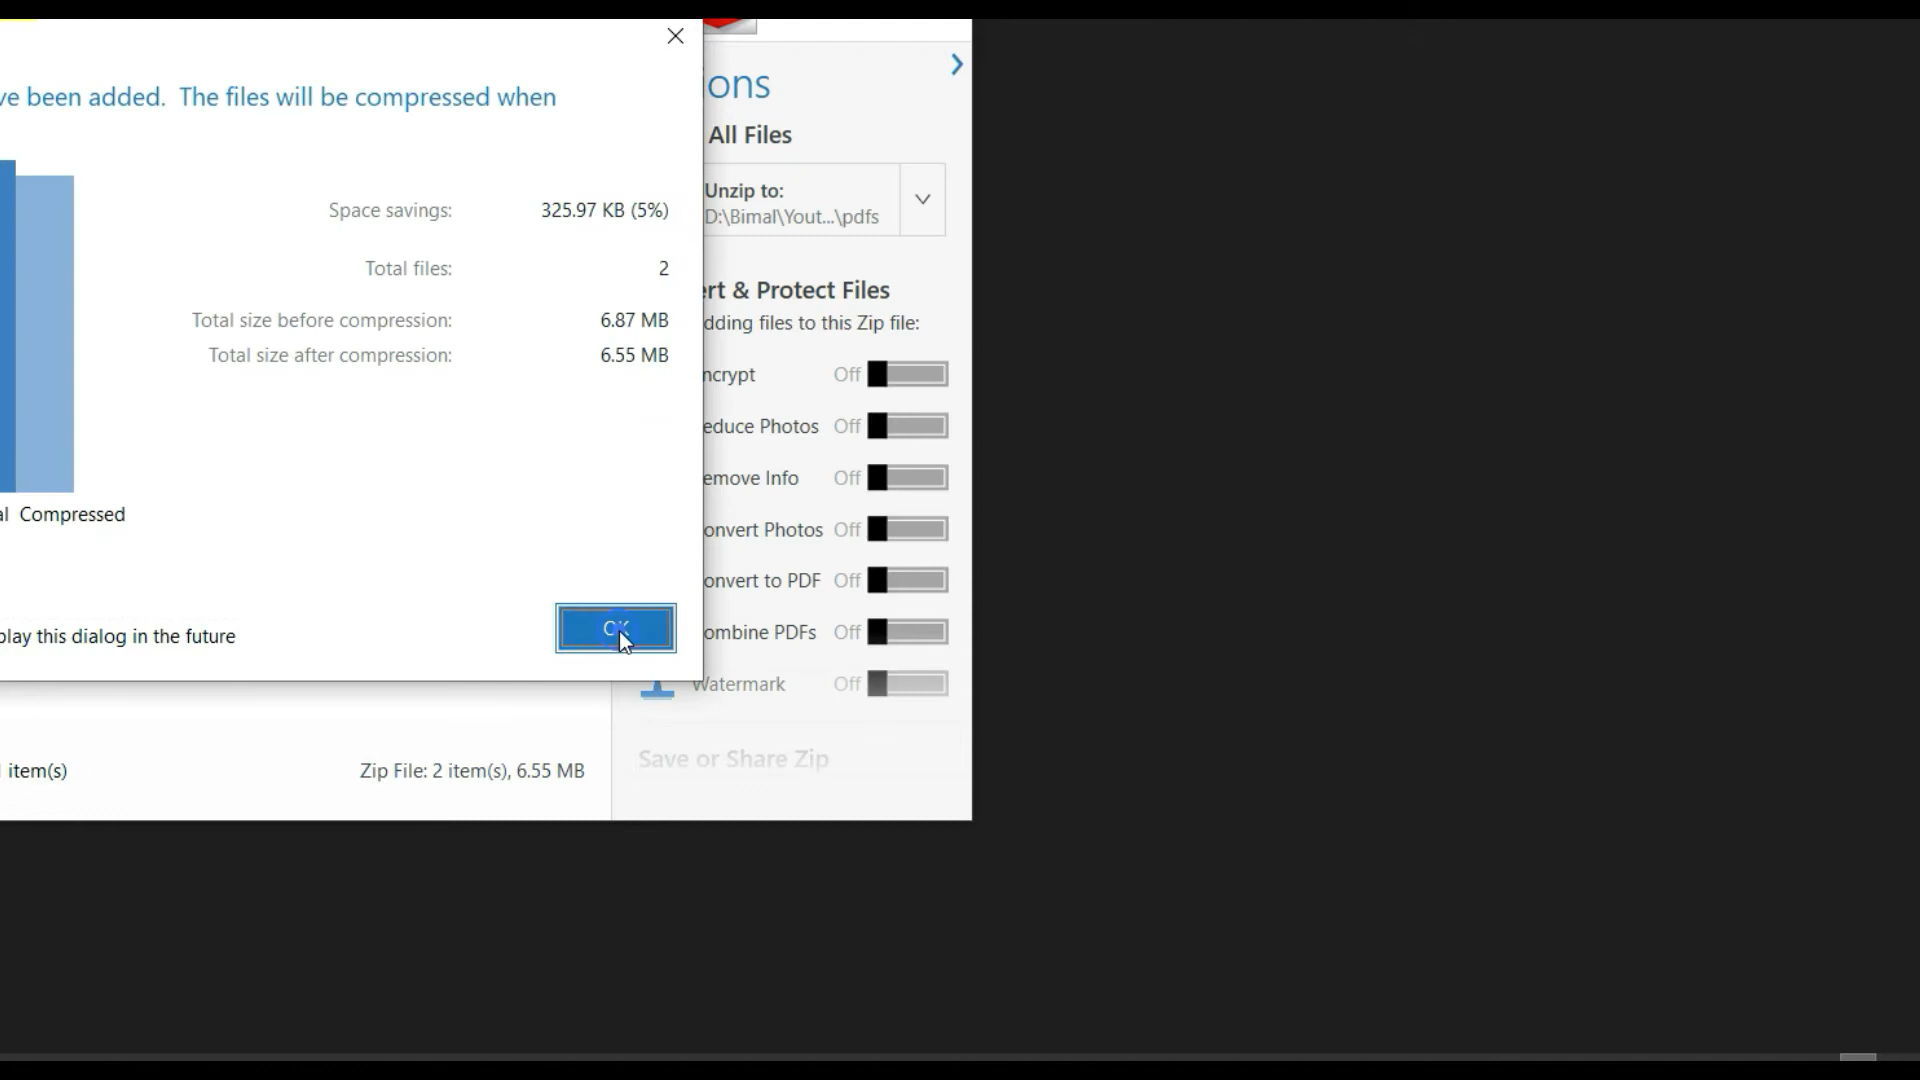 ve been added. The files will be compressed when
Space savings: 325.97 KB (5%)
Total files: 2
Total size before compression: 6.87 MB
Total size after compression: 6.55 MB
al Compressed
play this dialog in the future
OK
item(s)
Zip File: 2 item(s), 6.55 MB
ons
All Files
Unzip to:
D:\Bimal\Yout...\pdfs
ert & Protect Files
dding files to this Zip file:
ncrypt Off
educe Photos Off
emove Info Off
onvert Photos Off
onvert to PDF Off
ombine PDFs Off
Watermark Off
Save or Share Zip